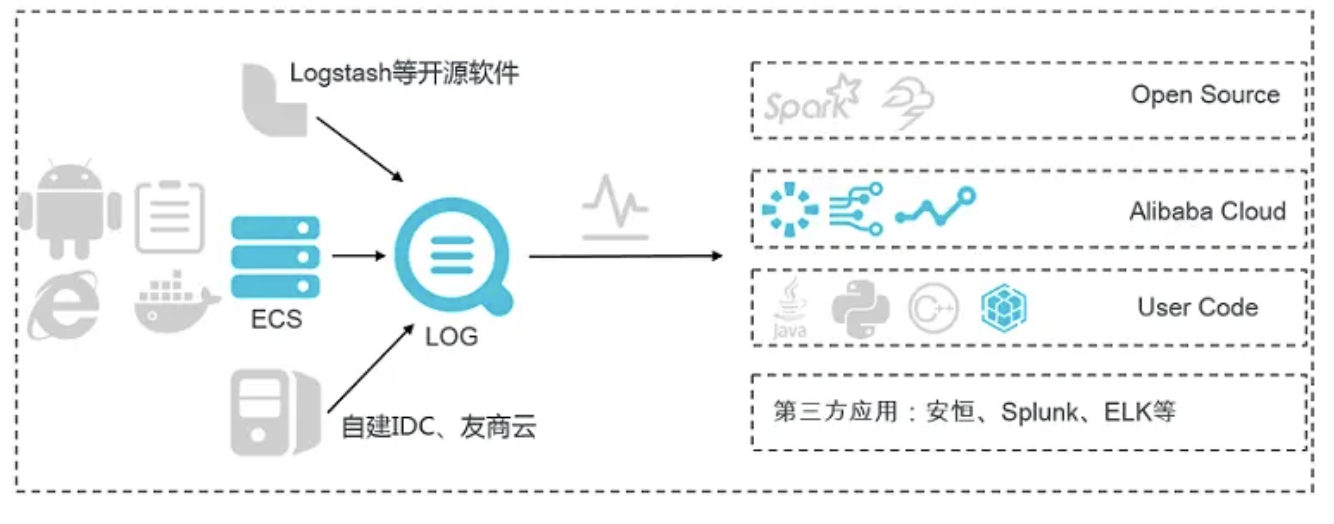 Logstash等开源软件
ECS
LOG
自建IDC、友商云
Spark
Open Source
Alibaba Cloud
Java
C++
User Code
第三方应用：安恒、Splunk、ELK等